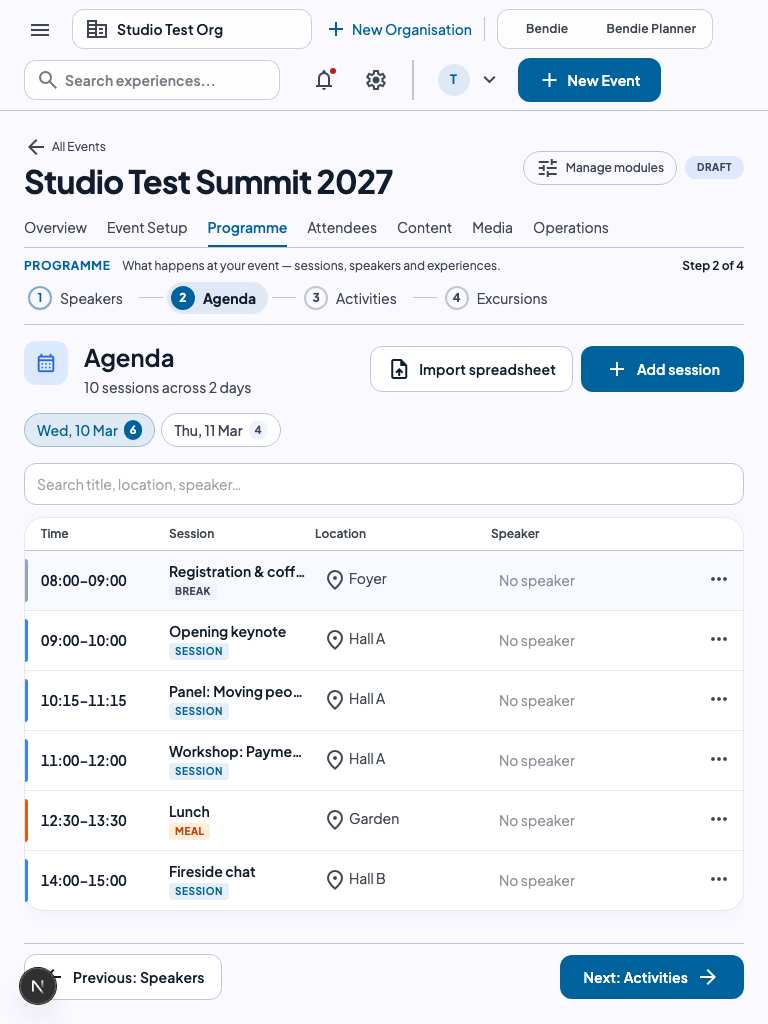 Studio Test Org
New Organisation
Bendie
Bendie Planner
Search experiences...
T
New Event
All Events
Studio Test Summit 2027
Manage modules
DRAFT
Overview
Event Setup
Programme
Attendees
Content
Media
Operations
PROGRAMME
What happens at your event — sessions, speakers and experiences.
Step 2 of 4
1 Speakers
2 Agenda
3 Activities
4 Excursions
Agenda
10 sessions across 2 days
Import spreadsheet
Add session
Wed, 10 Mar 6
Thu, 11 Mar 4
Search title, location, speaker…
Time Session Location Speaker
08:00–09:00 Registration & coff… Foyer No speaker
BREAK
09:00–10:00 Opening keynote Hall A No speaker
SESSION
10:15–11:15 Panel: Moving peo… Hall A No speaker
SESSION
11:00–12:00 Workshop: Payme… Hall A No speaker
SESSION
12:30–13:30 Lunch Garden No speaker
MEAL
14:00–15:00 Fireside chat Hall B No speaker
SESSION
N
Previous: Speakers
Next: Activities